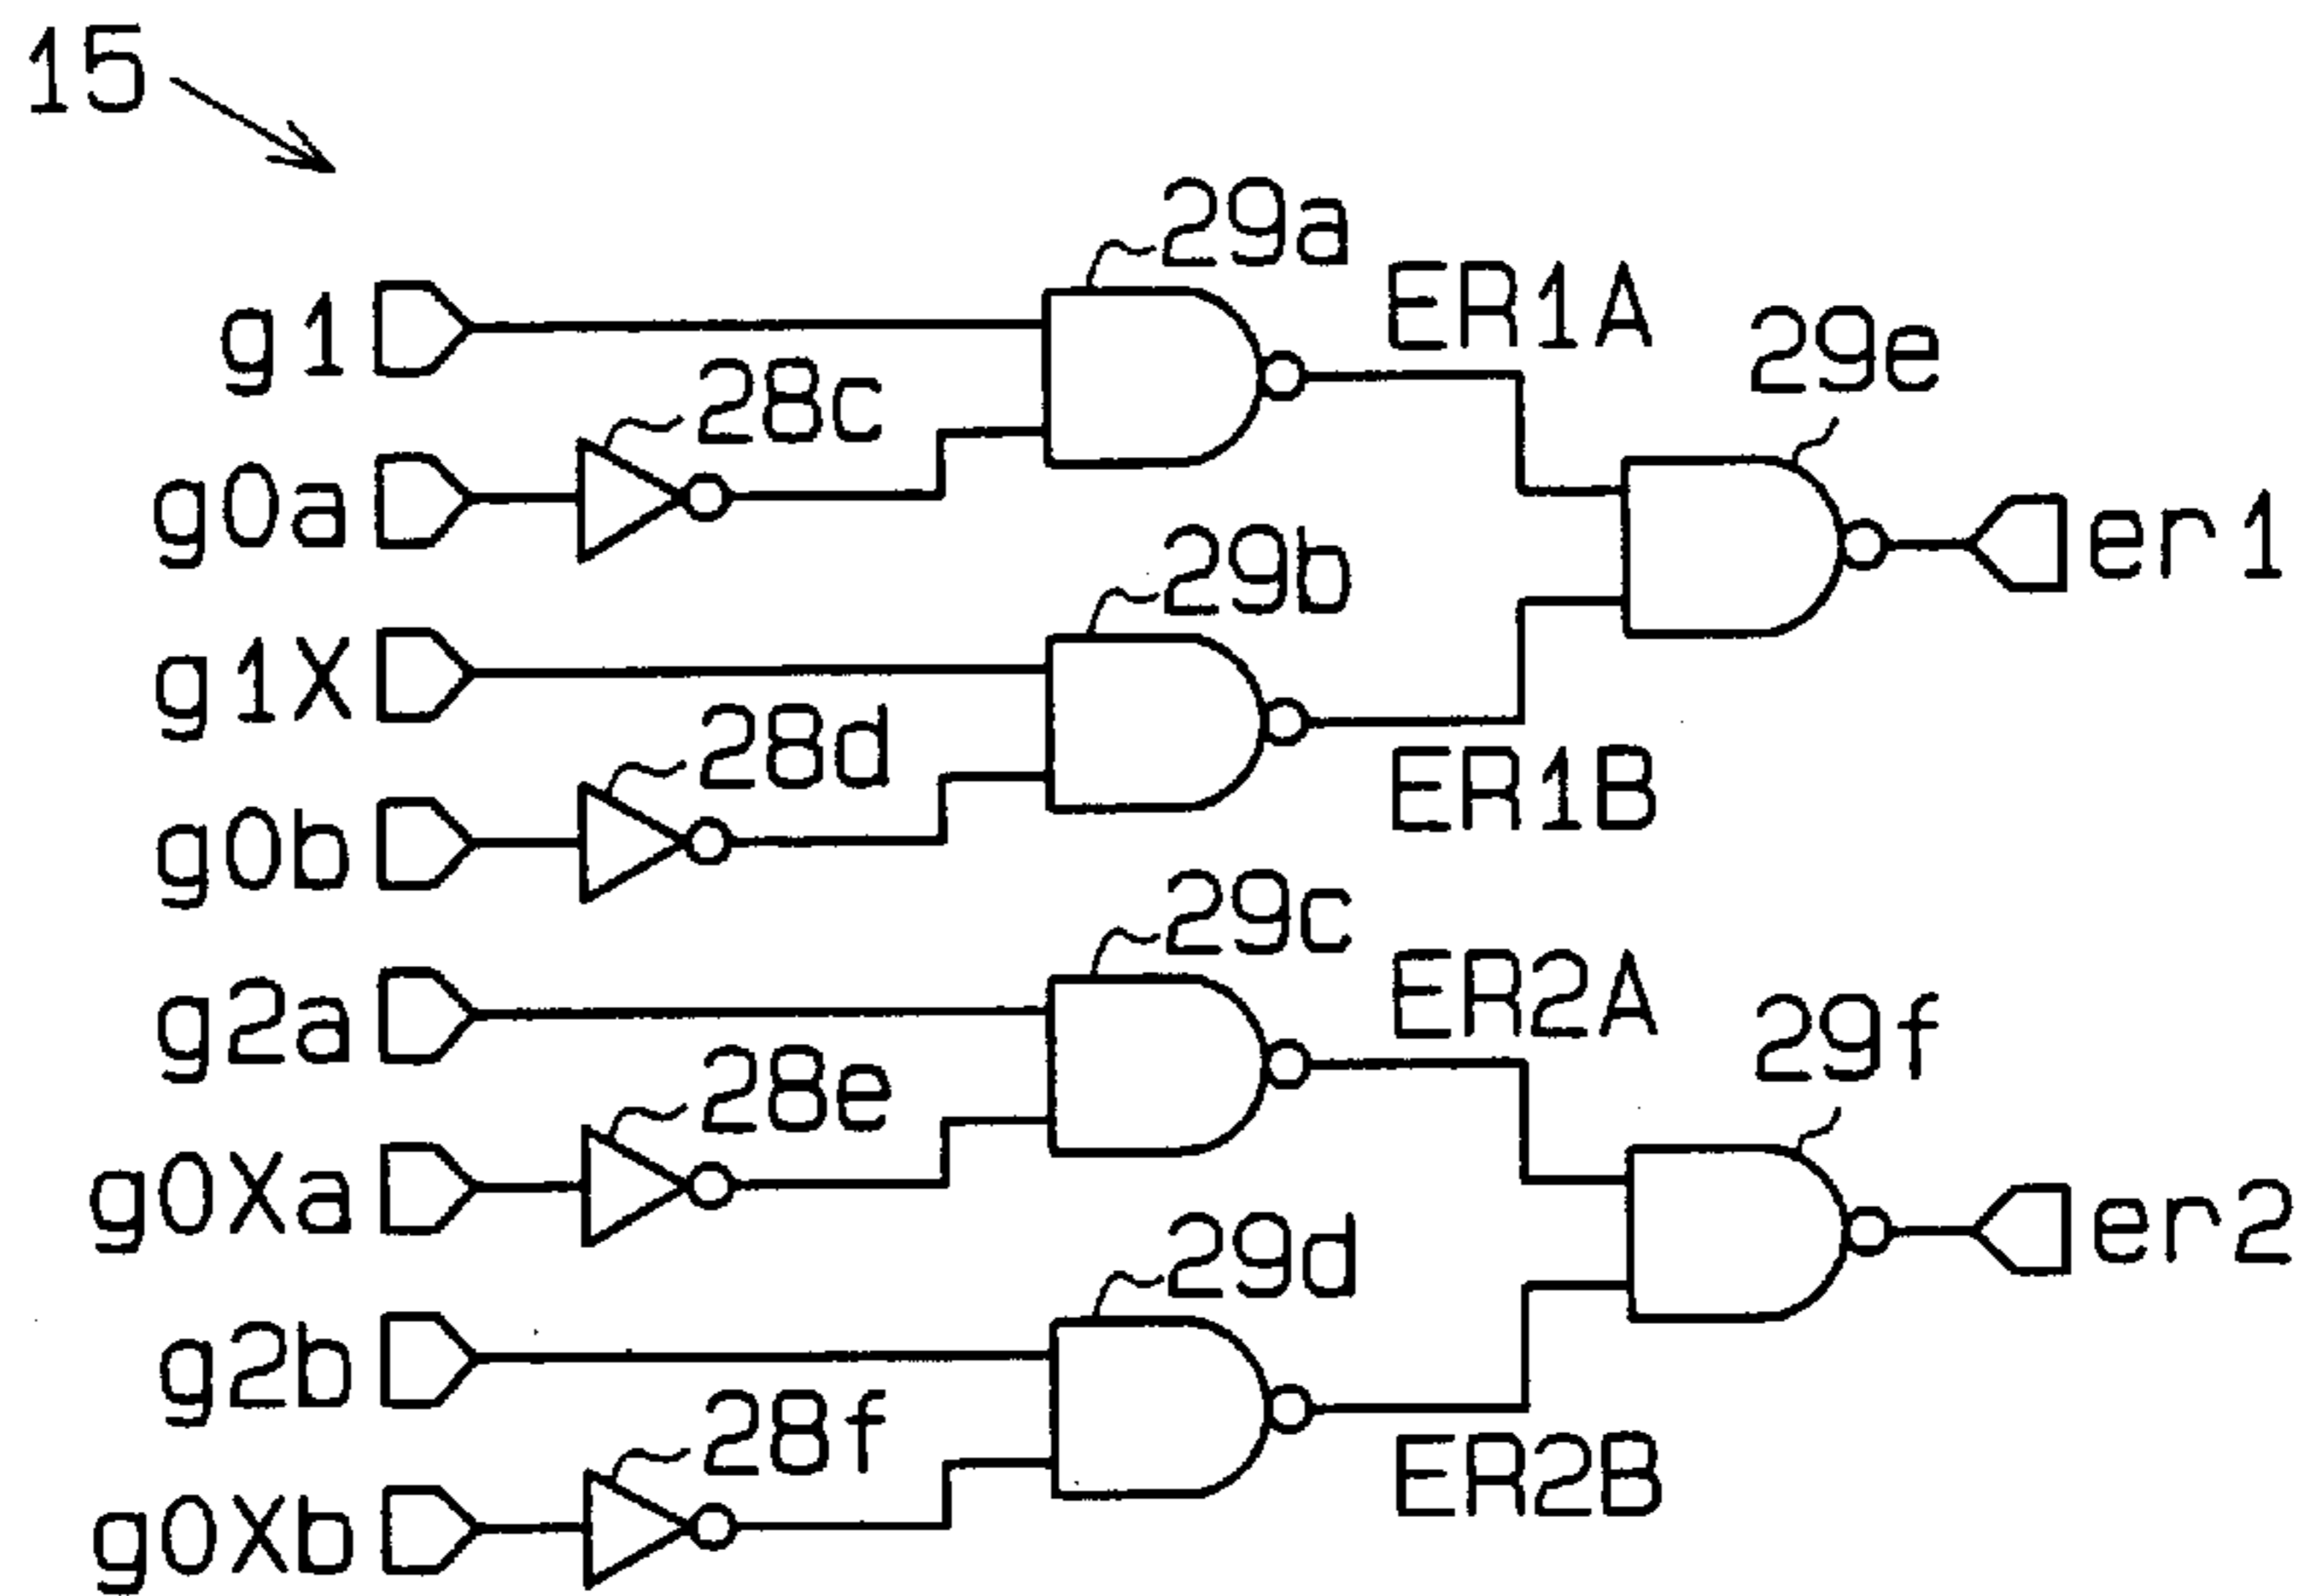 15
29a
ER1A
g1
29e
28c
g0a
er1
29b
g1X
28d
ER1B
g0b
29c
ER2A
g2a
29f
28e
g0Xa
er2
29d
g2b
28f
ER2B
g0Xb